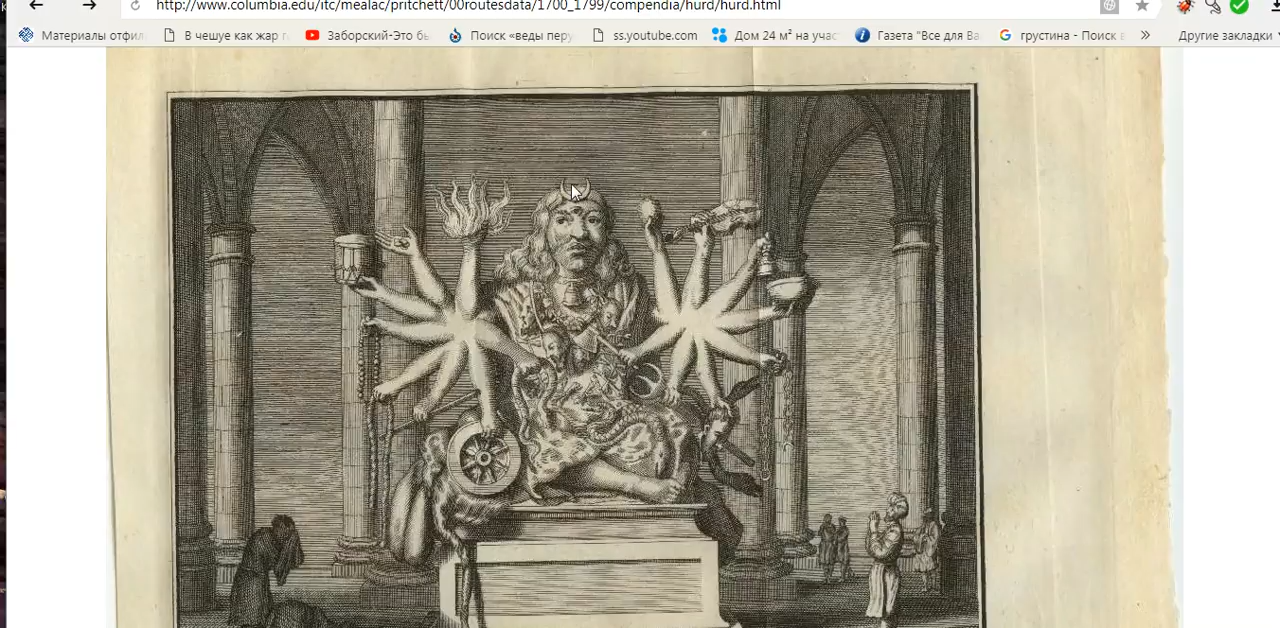 http://www.columbia.edu/itc/mealac/pritchett/00routesdata/1700_1799/compendia/hurd/hurd.html
Материалы отфил
В чешуе как жар г
Заборский-Это бь
Поиск «веды перу
ss.youtube.com
Дом 24 м² на учас
Газета "Все для Ва
грустина - Поиск в
Другие закладки